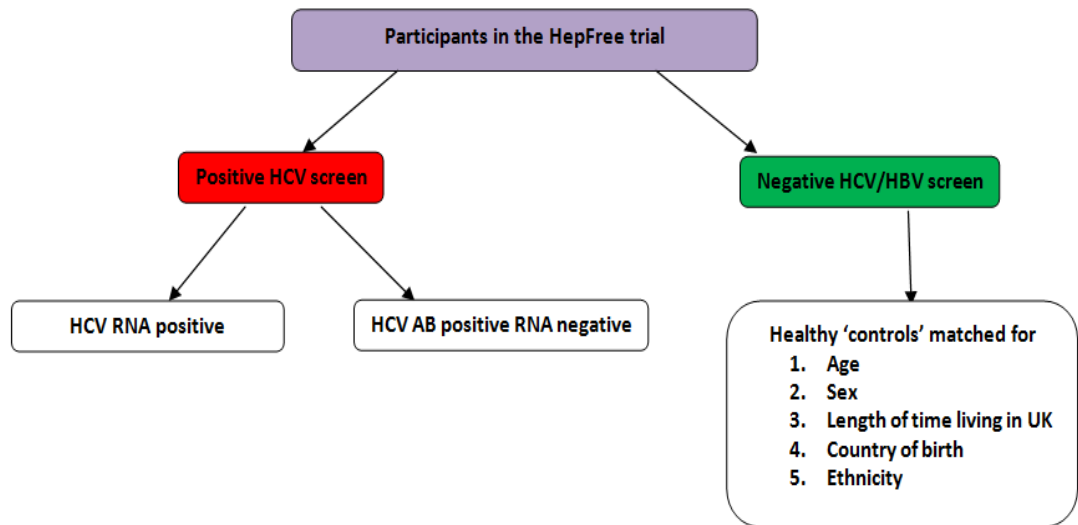 Participants in the HepFree trial
Positive HCV screen
Negative HCV/HBV screen
HCV RNA positive
HCV AB positive RNA negative
Healthy ‘controls’ matched for
1. Age
2. Sex
3. Length of time living in UK
4. Country of birth
5. Ethnicity